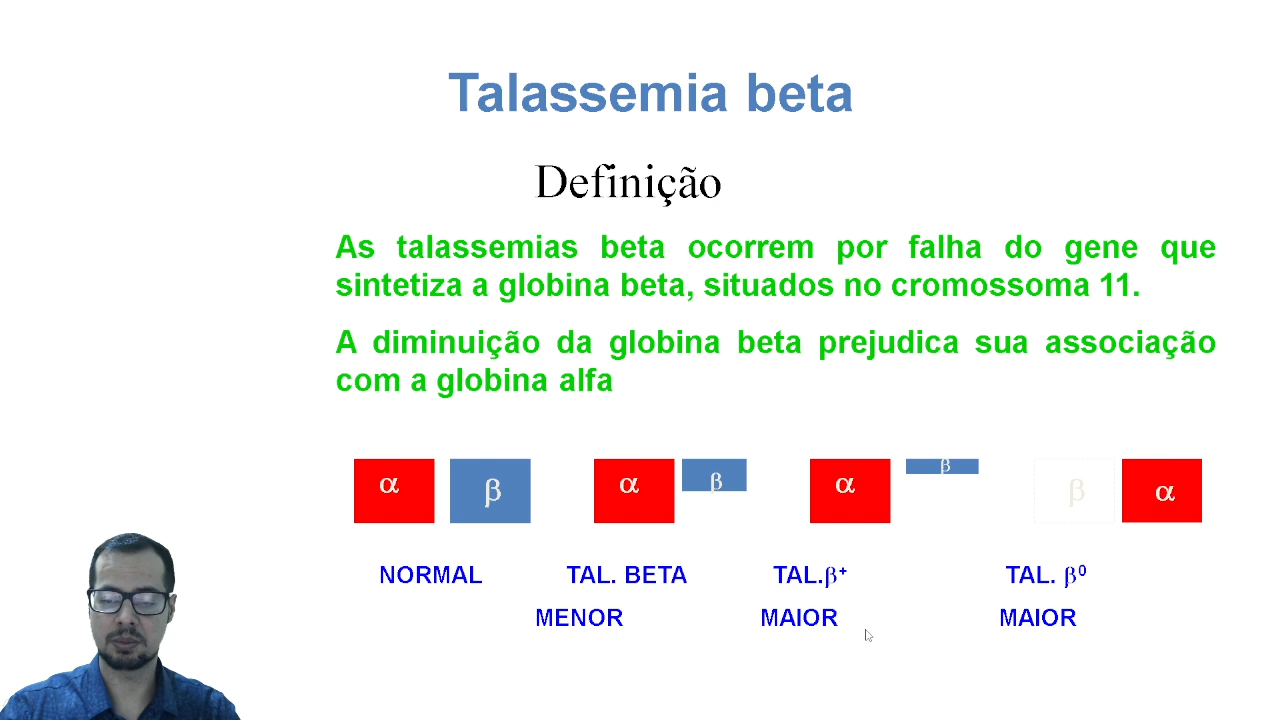 Talassemia beta
Definição
As talassemias beta ocorrem por falha do gene que
sintetiza a globina beta, situados no cromossoma 11.
A diminuição da globina beta prejudica sua associação
com a globina alfa
α β α β α β β α
NORMAL TAL. BETA TAL.β⁺ TAL. β⁰
MENOR MAIOR MAIOR